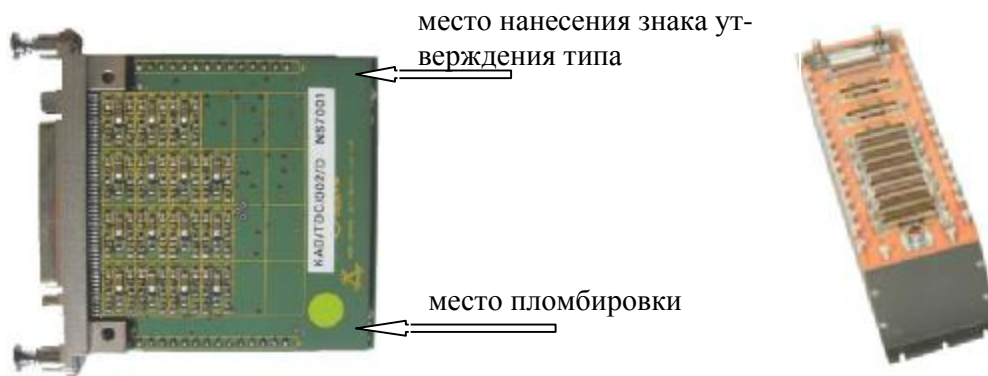 место нанесения знака ут-
верждения типа
KAD/TDC/002/D NS7001
место пломбировки